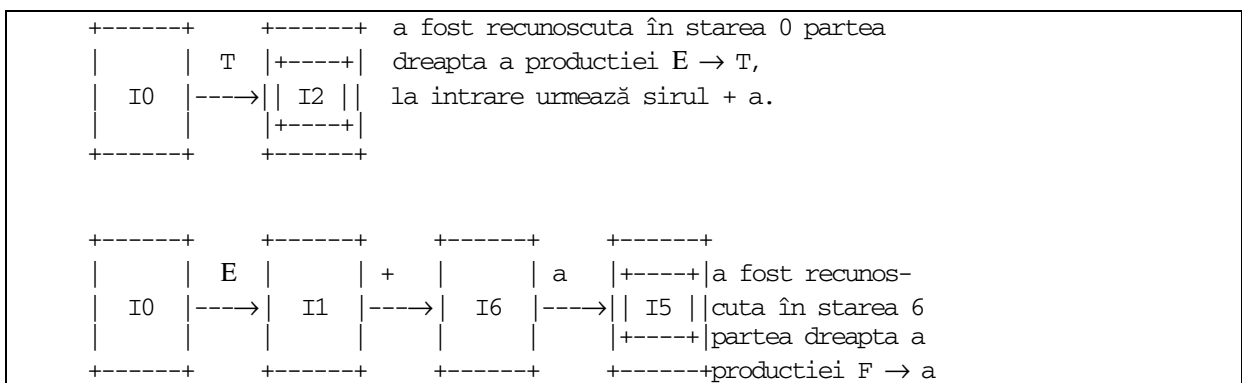 +------+ +------+ a fost recunoscuta în starea 0 partea
| | T |+----+| dreapta a productiei E → T,
| I0 |----→|| I2 || la intrare urmează sirul + a.
| | |+----+|
+------+ +------+
+------+ +------+ +------+ +------+
| | E | | + | | a |+----+|a fost recunos-
| I0 |----→| I1 |----→| I6 |----→|| I5 ||cuta în starea 6
| | | | | | |+----+|partea dreapta a
+------+ +------+ +------+ +------+productiei F → a